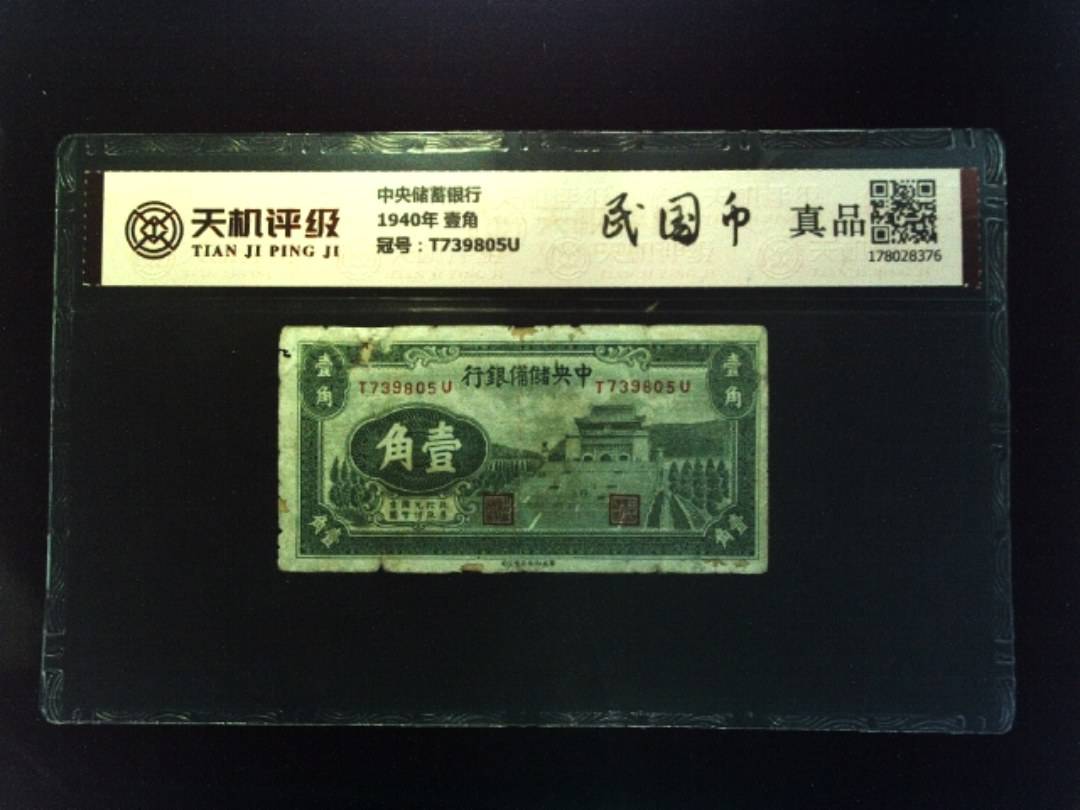 天机评级
TIAN JI PING JI
中央储蓄银行
1940年 壹角
冠号：T739805U
民国币
真品
178028376
壹角
壹角
行銀備儲央中
T739805U
T739805U
角壹